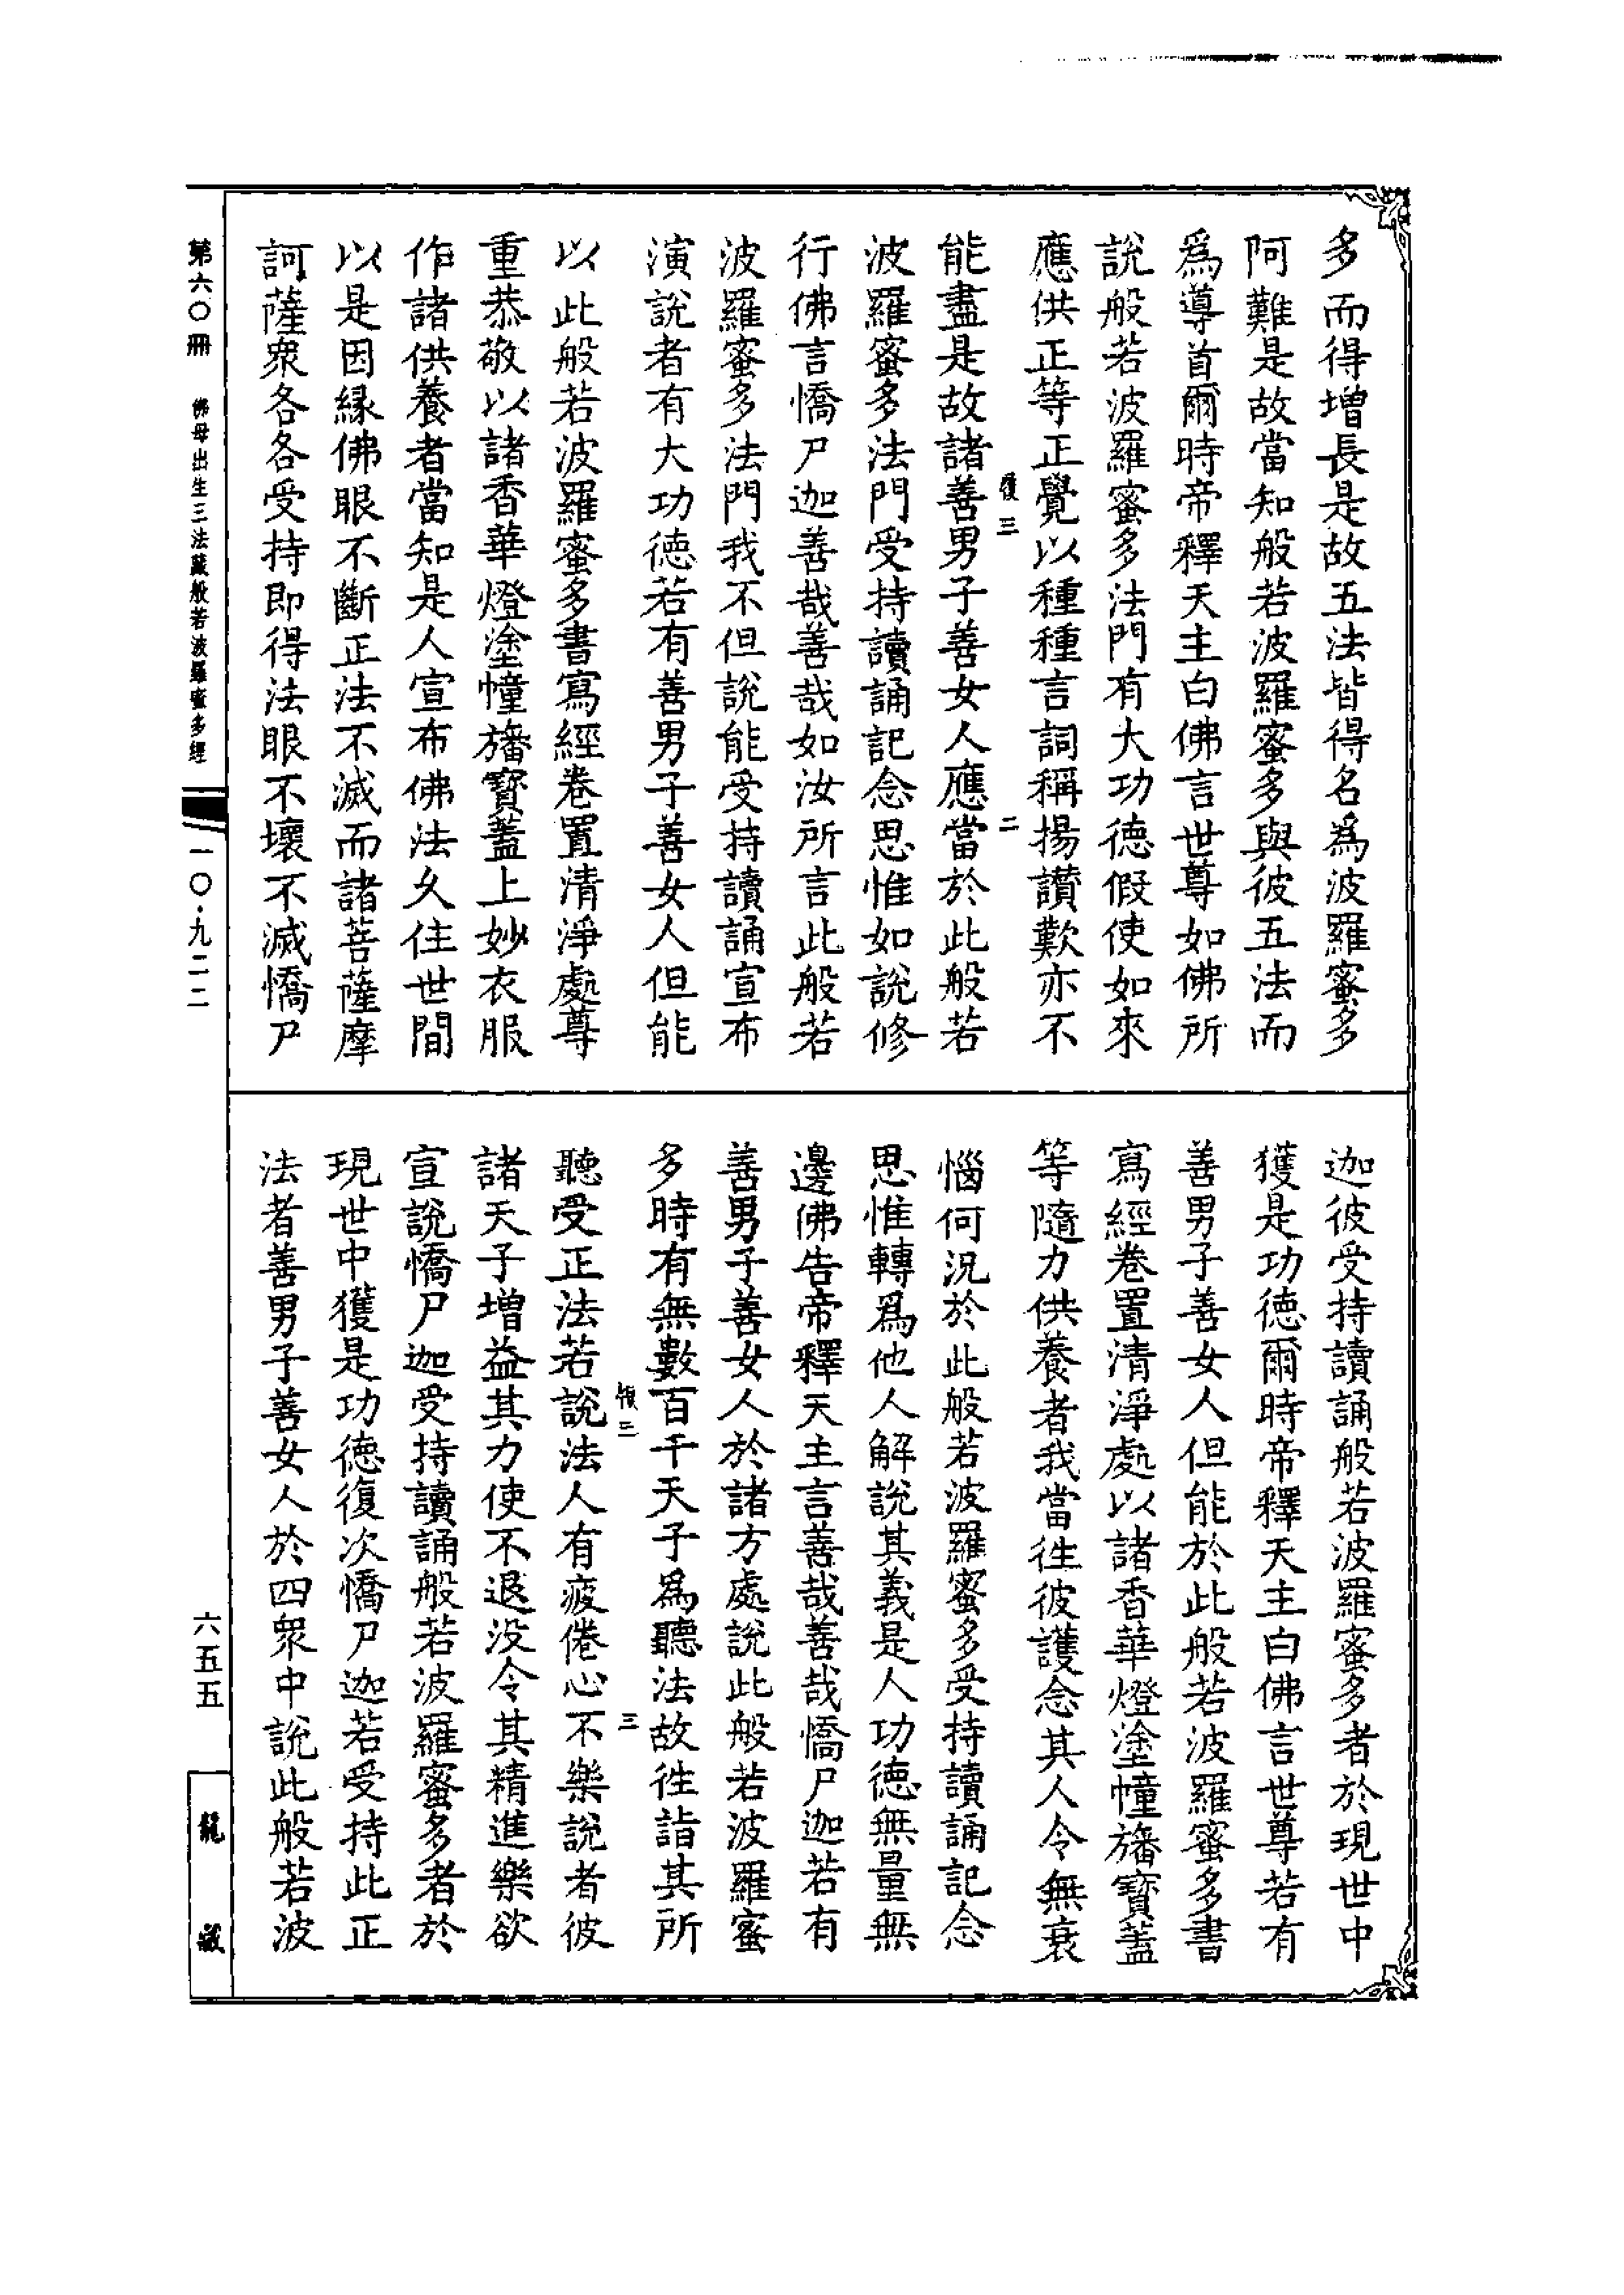 多而得增長是故五法皆得名爲波羅蜜多
阿難是故當知般若波羅蜜多與彼五法而
爲導首爾時帝釋天主白佛言世尊如佛所
說般若波羅蜜多法門有大功德假使如來
應供正等正覺以種種言詞稱揚讃歎亦不
三 二
能盡是故諸善男子善女人應當於此般若
波羅蜜多法門受持讀誦記念思惟如說修
行佛言憍尸迦善哉善哉如汝所言此般若
波羅蜜多法門我不但說能受持讀誦宣布
演說者有大功德若有善男子善女人但能
以此般若波羅蜜多書寫經卷置清淨處尊
重恭敬以諸香華燈塗幢旛寳蓋上妙衣服
作諸供養者當知是人宣布佛法久住世間
以是因緣佛眼不斷正法不滅而諸菩薩摩
訶薩衆各各受持即得法眼不壞不滅憍尸
迦彼受持讀誦般若波羅蜜多者於現世中
獲是功德爾時帝釋天主白佛言世尊若有
善男子善女人但能於此般若波羅蜜多書
寫經卷置清淨處以諸香華燈塗幢旛寳蓋
等隨力供養者我當徃彼護念其人令無衰
惱何況於此般若波羅蜜多受持讀誦記念
思惟轉爲他人解說其義是人功德無量無
邊佛告帝釋天主言善哉善哉憍尸迦若有
善男子善女人於諸方處說此般若波羅蜜
多時有無數百千天子爲聽法故徃詣其所
三 三
聽受正法若說法人有疲倦心不樂說者彼
諸天子增益其力使不退没令其精進樂欲
宣說憍尸迦受持讀誦般若波羅蜜多者於
現世中獲是功德復次憍尸迦若受持此正
法者善男子善女人於四衆中說此般若波
第六〇冊 佛母出生三法藏般若波羅蜜多經 一〇·九二二
六五五
龍藏